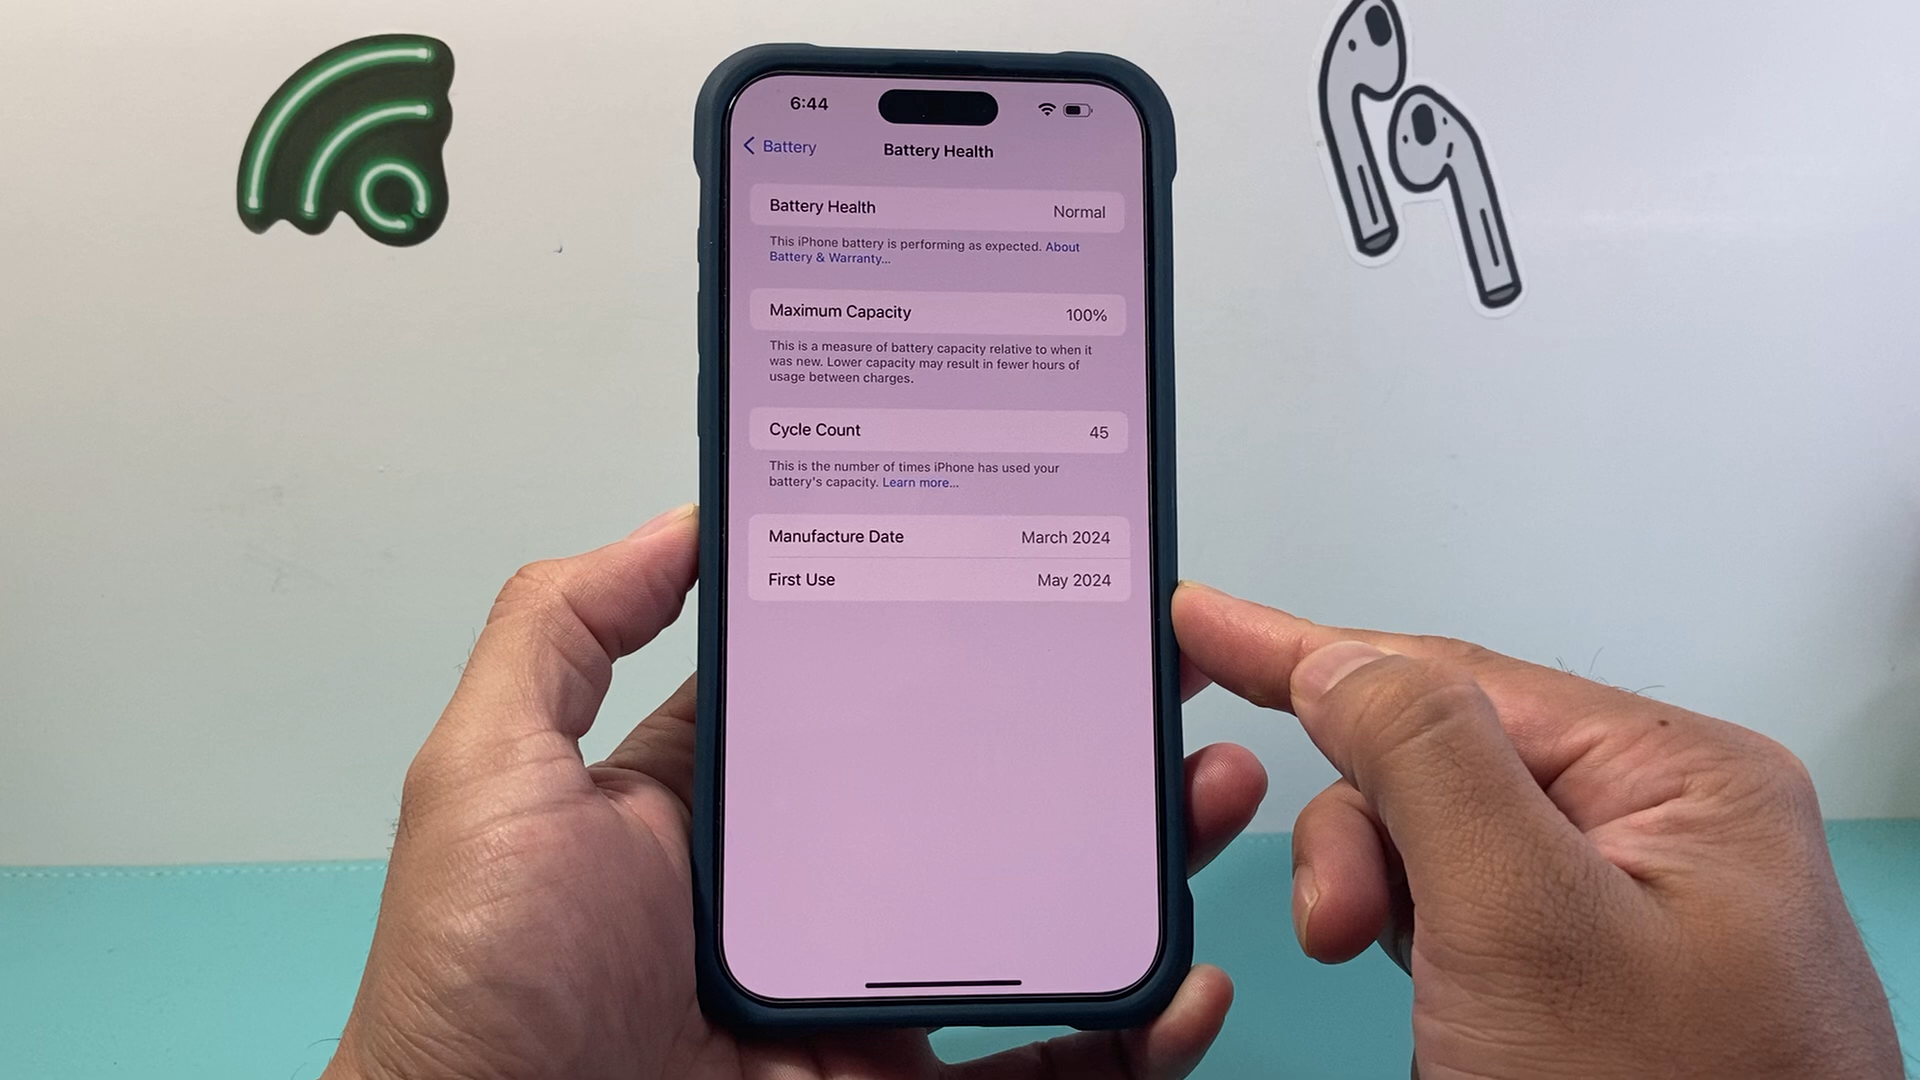 6:44
Battery
Battery Health
Battery Health Normal
This iPhone battery is performing as expected. About
Battery & Warranty...
Maximum Capacity 100%
This is a measure of battery capacity relative to when it
was new. Lower capacity may result in fewer hours of
usage between charges.
Cycle Count 45
This is the number of times iPhone has used your
battery's capacity. Learn more...
Manufacture Date March 2024
First Use May 2024